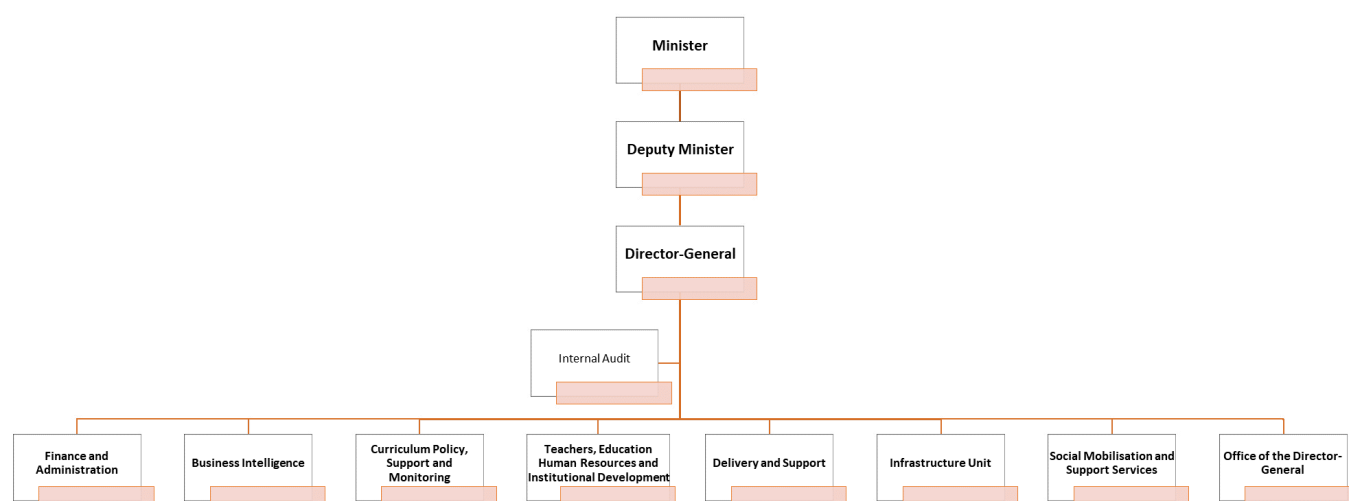 Minister
Deputy Minister
Director-General
Internal Audit
Finance and
Administration
Business Intelligence
Curriculum Policy,
Support and
Monitoring
Teachers, Education
Human Resources and
Institutional Development
Delivery and Support
Infrastructure Unit
Social Mobilisation and
Support Services
Office of the Director-
General